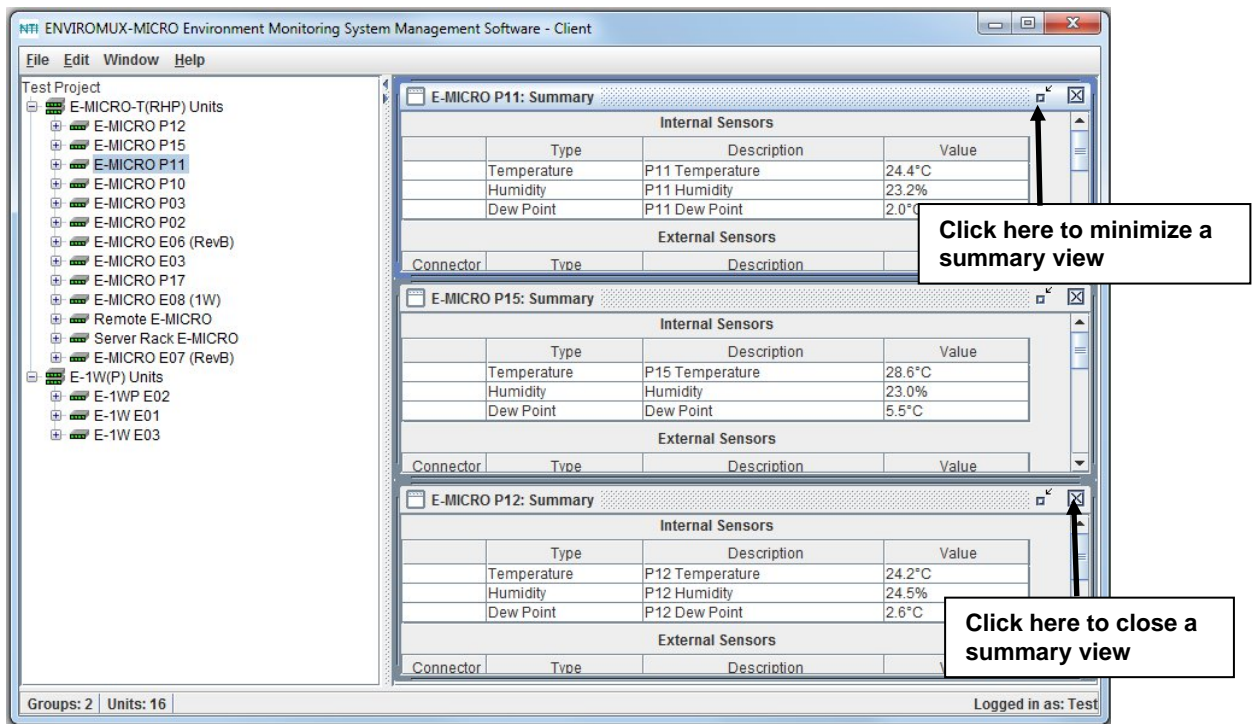 NTI ENVIROMUX-MICRO Environment Monitoring System Management Software - Client
File Edit Window Help
Test Project
E-MICRO-T(RHP) Units
E-MICRO P12
E-MICRO P15
E-MICRO P11
E-MICRO P10
E-MICRO P03
E-MICRO P02
E-MICRO E06 (RevB)
E-MICRO E03
E-MICRO P17
E-MICRO E08 (1W)
Remote E-MICRO
Server Rack E-MICRO
E-MICRO E07 (RevB)
E-1W(P) Units
E-1WP E02
E-1W E01
E-1W E03
E-MICRO P11: Summary
Internal Sensors
Type Description Value
Temperature P11 Temperature 24.4°C
Humidity P11 Humidity 23.2%
Dew Point P11 Dew Point 2.0°C
External Sensors
Connector Type Description
Click here to minimize a
summary view
E-MICRO P15: Summary
Internal Sensors
Type Description Value
Temperature P15 Temperature 28.6°C
Humidity Humidity 23.0%
Dew Point Dew Point 5.5°C
External Sensors
Connector Type Description Value
E-MICRO P12: Summary
Internal Sensors
Type Description Value
Temperature P12 Temperature 24.2°C
Humidity P12 Humidity 24.5%
Dew Point P12 Dew Point 2.6°C
External Sensors
Connector Type Description
Click here to close a
summary view
Groups: 2 Units: 16 Logged in as: Test